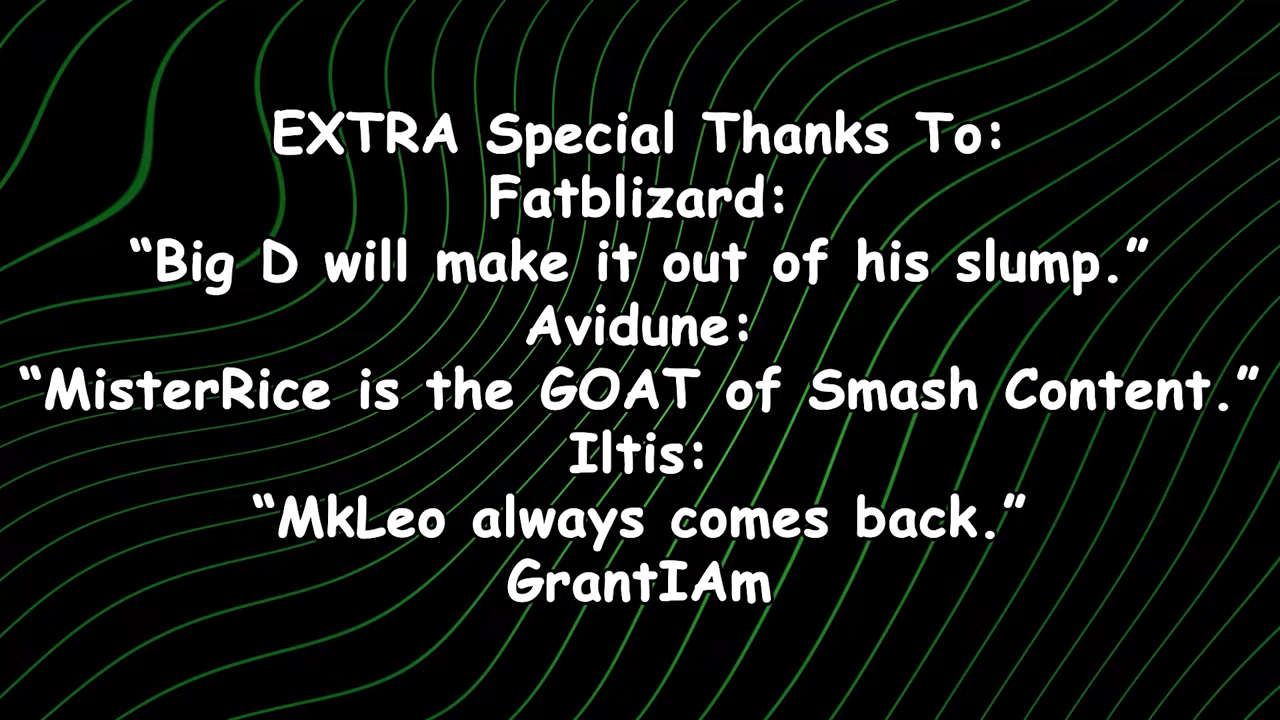 EXTRA Special Thanks To:
Fatblizard:
“Big D will make it out of his slump.”
Avidune:
“MisterRice is the GOAT of Smash Content.”
Iltis:
“MkLeo always comes back.”
GrantIAm